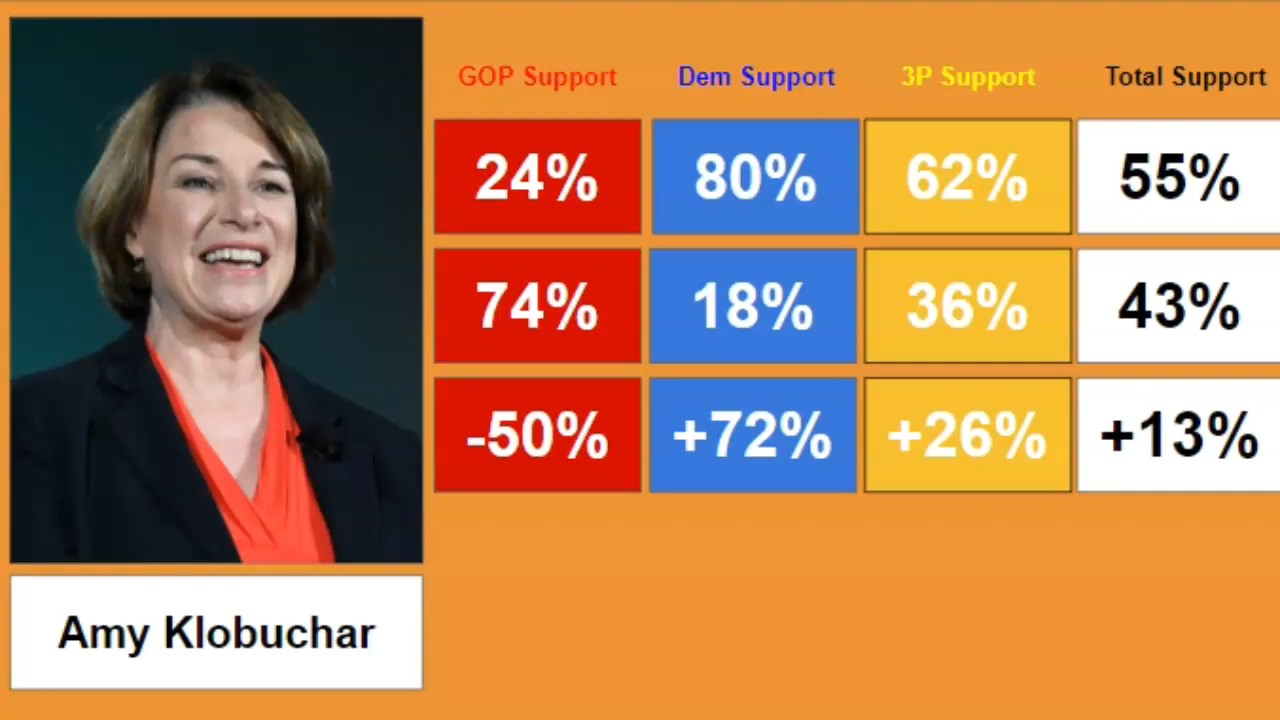 GOP Support Dem Support 3P Support Total Support
24% 80% 62% 55%
74% 18% 36% 43%
-50% +72% +26% +13%
Amy Klobuchar